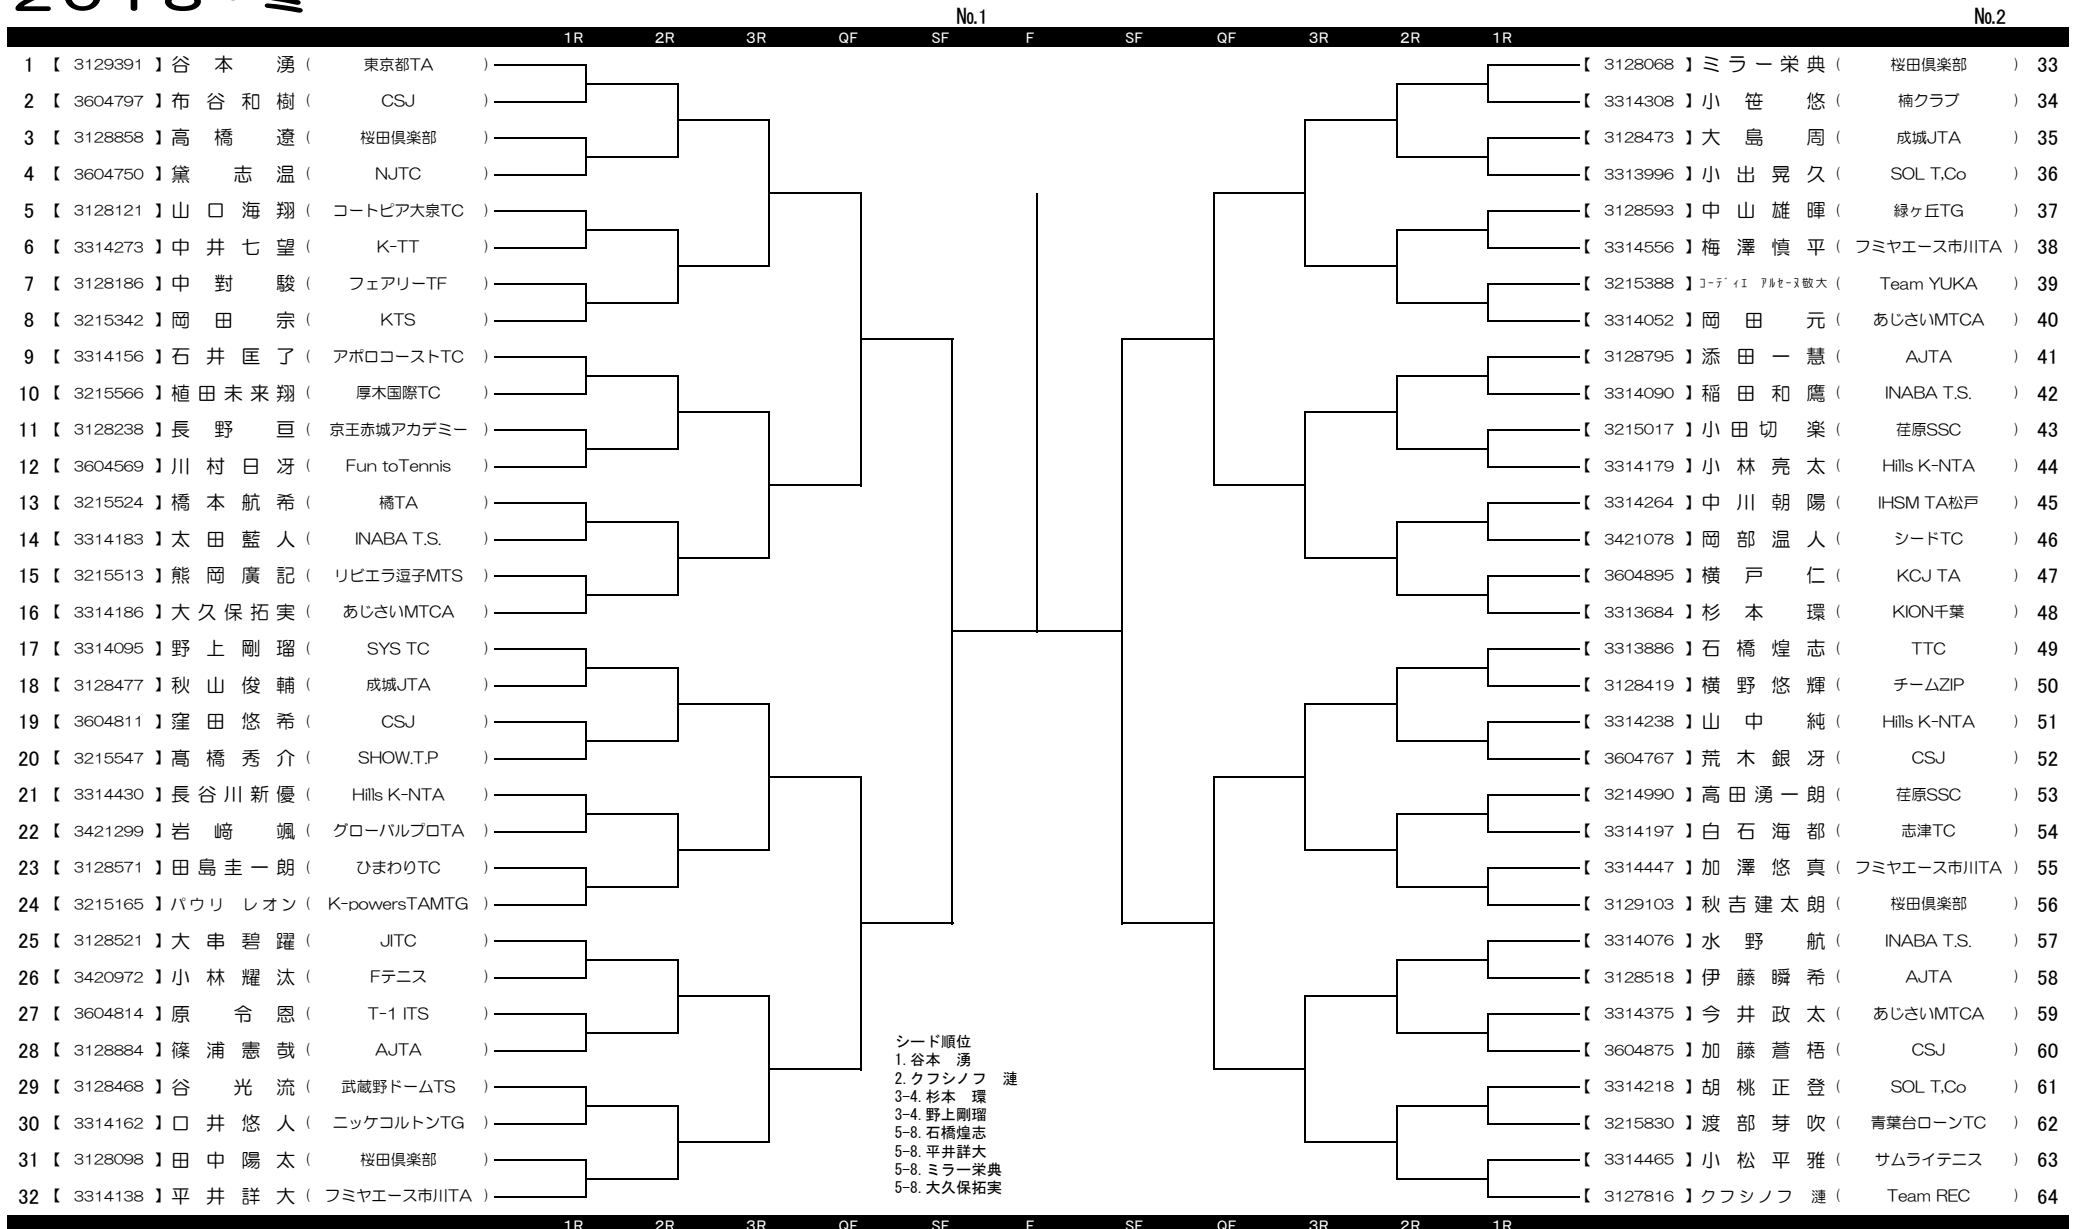 No.1
No.2
1R 2R 3R QF SF F SF QF 3R 2R 1R
1 【 3129391 】 谷 本 湧 ( 東京都TA )
2 【 3604797 】 布 谷 和 樹 ( CSJ )
3 【 3128858 】 高 橋 遼 ( 桜田倶楽部 )
4 【 3604750 】 黛 志 温 ( NJTC )
5 【 3128121 】 山 口 海 翔 ( コートピア大泉TC )
6 【 3314273 】 中 井 七 望 ( K-TT )
7 【 3128186 】 中 對 駿 ( フェアリーTF )
8 【 3215342 】 岡 田 宗 ( KTS )
9 【 3314156 】 石 井 匡 了 ( アポロコーストTC )
10 【 3215566 】 植 田 未 来 翔 ( 厚木国際TC )
11 【 3128238 】 長 野 亘 ( 京王赤城アカデミー )
12 【 3604569 】 川 村 日 冴 ( Fun toTennis )
13 【 3215524 】 橋 本 航 希 ( 橘TA )
14 【 3314183 】 太 田 藍 人 ( INABA T.S. )
15 【 3215513 】 熊 岡 廣 記 ( リビエラ逗子MTS )
16 【 3314186 】 大 久 保 拓 実 ( あじさいMTCA )
17 【 3314095 】 野 上 剛 瑠 ( SYS TC )
18 【 3128477 】 秋 山 俊 輔 ( 成城JTA )
19 【 3604811 】 窪 田 悠 希 ( CSJ )
20 【 3215547 】 髙 橋 秀 介 ( SHOW.T.P )
21 【 3314430 】 長 谷 川 新 優 ( Hills K-NTA )
22 【 3421299 】 岩 﨑 颯 ( グローバルプロTA )
23 【 3128571 】 田 島 圭 一 朗 ( ひまわりTC )
24 【 3215165 】 パウリ レオン ( K-powersTAMTG )
25 【 3128521 】 大 串 碧 躍 ( JITC )
26 【 3420972 】 小 林 耀 汰 ( Fテニス )
27 【 3604814 】 原 令 恩 ( T-1 ITS )
28 【 3128884 】 篠 浦 憲 哉 ( AJTA )
29 【 3128468 】 谷 光 流 ( 武蔵野ドームTS )
30 【 3314162 】 口 井 悠 人 ( ニッケコルトンTG )
31 【 3128098 】 田 中 陽 太 ( 桜田倶楽部 )
32 【 3314138 】 平 井 詳 大 ( フミヤエース市川TA )
【 3128068 】 ミラー栄典 ( 桜田倶楽部 ) 33
【 3314308 】 小 笹 悠 ( 楠クラブ ) 34
【 3128473 】 大 島 周 ( 成城JTA ) 35
【 3313996 】 小 出 晃 久 ( SOL T,Co ) 36
【 3128593 】 中 山 雄 暉 ( 緑ヶ丘TG ) 37
【 3314556 】 梅 澤 慎 平 ( フミヤエース市川TA ) 38
【 3215388 】 ｺｰﾃﾞｨｴ ｱﾙｾｰﾇ敬大 ( Team YUKA ) 39
【 3314052 】 岡 田 元 ( あじさいMTCA ) 40
【 3128795 】 添 田 一 慧 ( AJTA ) 41
【 3314090 】 稲 田 和 鷹 ( INABA T.S. ) 42
【 3215017 】 小 田 切 楽 ( 荏原SSC ) 43
【 3314179 】 小 林 亮 太 ( Hills K-NTA ) 44
【 3314264 】 中 川 朝 陽 ( IHSM TA松戸 ) 45
【 3421078 】 岡 部 温 人 ( シードTC ) 46
【 3604895 】 横 戸 仁 ( KCJ TA ) 47
【 3313684 】 杉 本 環 ( KION千葉 ) 48
【 3313886 】 石 橋 煌 志 ( TTC ) 49
【 3128419 】 横 野 悠 輝 ( チームZIP ) 50
【 3314238 】 山 中 純 ( Hills K-NTA ) 51
【 3604767 】 荒 木 銀 冴 ( CSJ ) 52
【 3214990 】 高 田 湧 一 朗 ( 荏原SSC ) 53
【 3314197 】 白 石 海 都 ( 志津TC ) 54
【 3314447 】 加 澤 悠 真 ( フミヤエース市川TA ) 55
【 3129103 】 秋 吉 建 太 朗 ( 桜田倶楽部 ) 56
【 3314076 】 水 野 航 ( INABA T.S. ) 57
【 3128518 】 伊 藤 瞬 希 ( AJTA ) 58
【 3314375 】 今 井 政 太 ( あじさいMTCA ) 59
【 3604875 】 加 藤 蒼 梧 ( CSJ ) 60
【 3314218 】 胡 桃 正 登 ( SOL T,Co ) 61
【 3215830 】 渡 部 芽 吹 ( 青葉台ローンTC ) 62
【 3314465 】 小 松 平 雅 ( サムライテニス ) 63
【 3127816 】 クフシノフ 漣 ( Team REC ) 64
シード順位
1. 谷本 湧
2. クフシノフ 漣
3-4. 杉本 環
3-4. 野上剛瑠
5-8. 石橋煌志
5-8. 平井詳大
5-8. ミラー栄典
5-8. 大久保拓実
1R 2R 3R QF SF F SF QF 3R 2R 1R